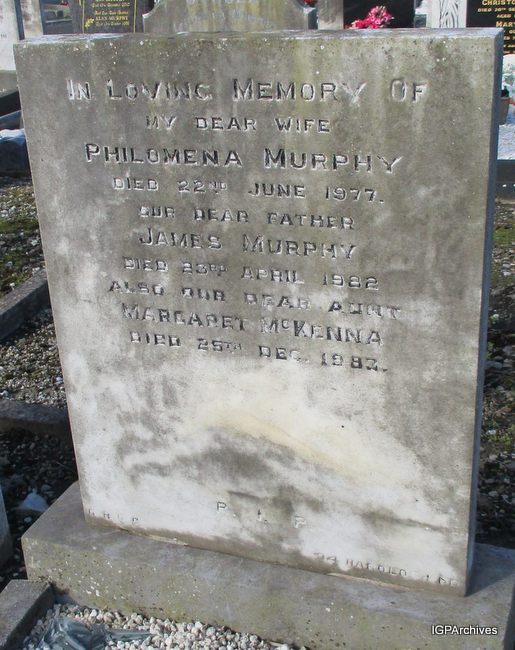 In Loving Memory Of
my dear wife
Philomena Murphy
died 22nd June 1977.
our dear father
James Murphy
died 23rd April 1982
also our dear aunt
Margaret McKenna
died 25th Dec. 1983.
R. I. P.
IGPArchives